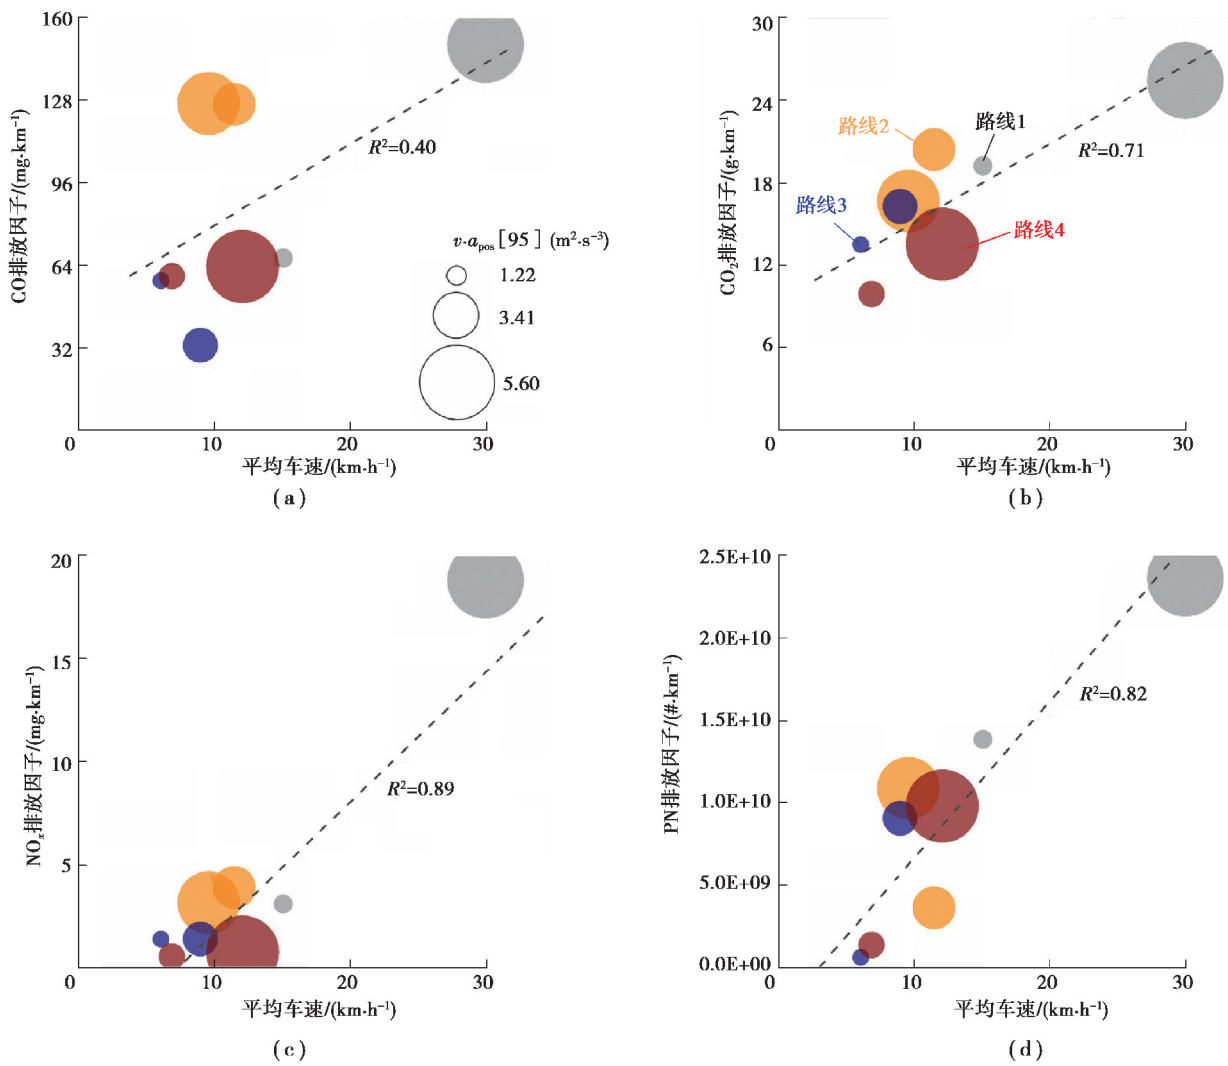 160
128
96
64
32
0
10
20
30
CO排放因子/(mg·km⁻¹)
R²=0.40
v·aₚₒₛ[95] (m²·s⁻³)
1.22
3.41
5.60
平均车速/(km·h⁻¹)
(a)
30
24
18
12
6
0
10
20
30
CO₂排放因子/(g·km⁻¹)
路线2
路线1
R²=0.71
路线3
路线4
平均车速/(km·h⁻¹)
(b)
20
15
10
5
0
10
20
30
NOₓ排放因子/(mg·km⁻¹)
R²=0.89
平均车速/(km·h⁻¹)
(c)
2.5E+10
2.0E+10
1.5E+10
1.0E+10
5.0E+09
0.0E+00
0
10
20
30
PN排放因子/(#·km⁻¹)
R²=0.82
平均车速/(km·h⁻¹)
(d)